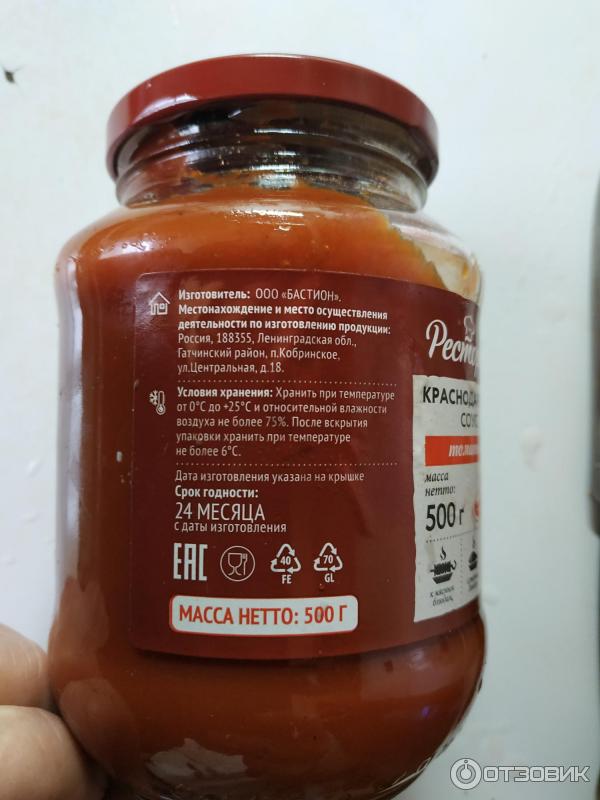 Изготовитель: ООО «БАСТИОН».
Местонахождение и место осуществления
деятельности по изготовлению продукции:
Россия, 188355, Ленинградская обл.,
Гатчинский район, п.Кобринское,
ул.Центральная, д.18.
Условия хранения: Хранить при температуре
от 0°С до +25°С и относительной влажности
воздуха не более 75%. После вскрытия
упаковки хранить при температуре
не более 6°С.
Дата изготовления указана на крышке
Срок годности:
24 МЕСЯЦА
с даты изготовления
EAC
40
FE
70
GL
МАССА НЕТТО: 500 Г
СОУС
масса
нетто:
500 г
к мясным
блюдам
ОТЗОВИК